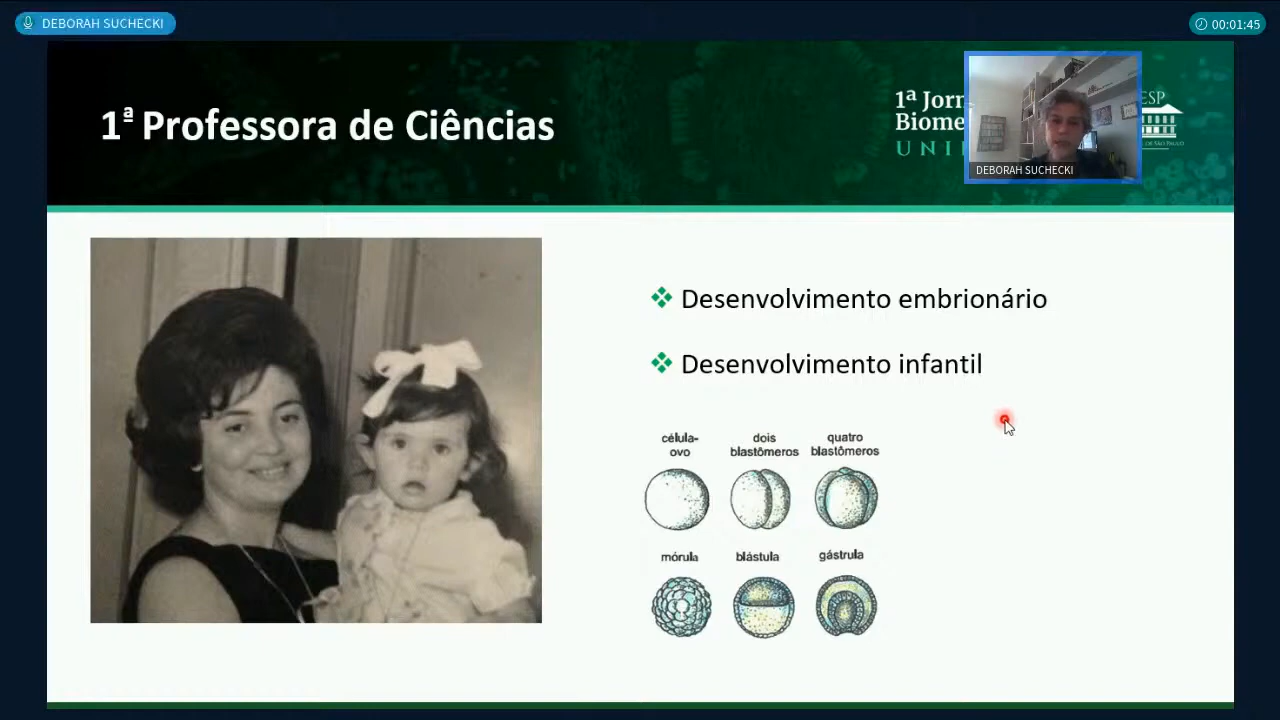 DEBORAH SUCHECKI
00:01:45
1ª Professora de Ciências
1ª Jorn
Biome
UNI
ESP
DEBORAH SUCHECKI
Desenvolvimento embrionário
Desenvolvimento infantil
célula-
ovo
dois
blastômeros
quatro
blastômeros
mórula
blástula
gástrula